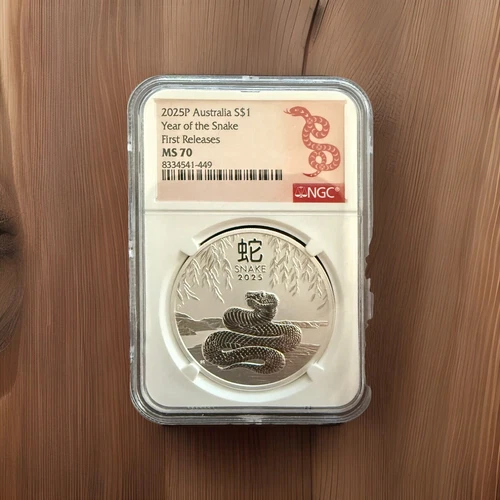 2025P Australia S$1
Year of the Snake
First Releases
MS 70
8334541-449
NGC®
蛇
SNAKE
2025